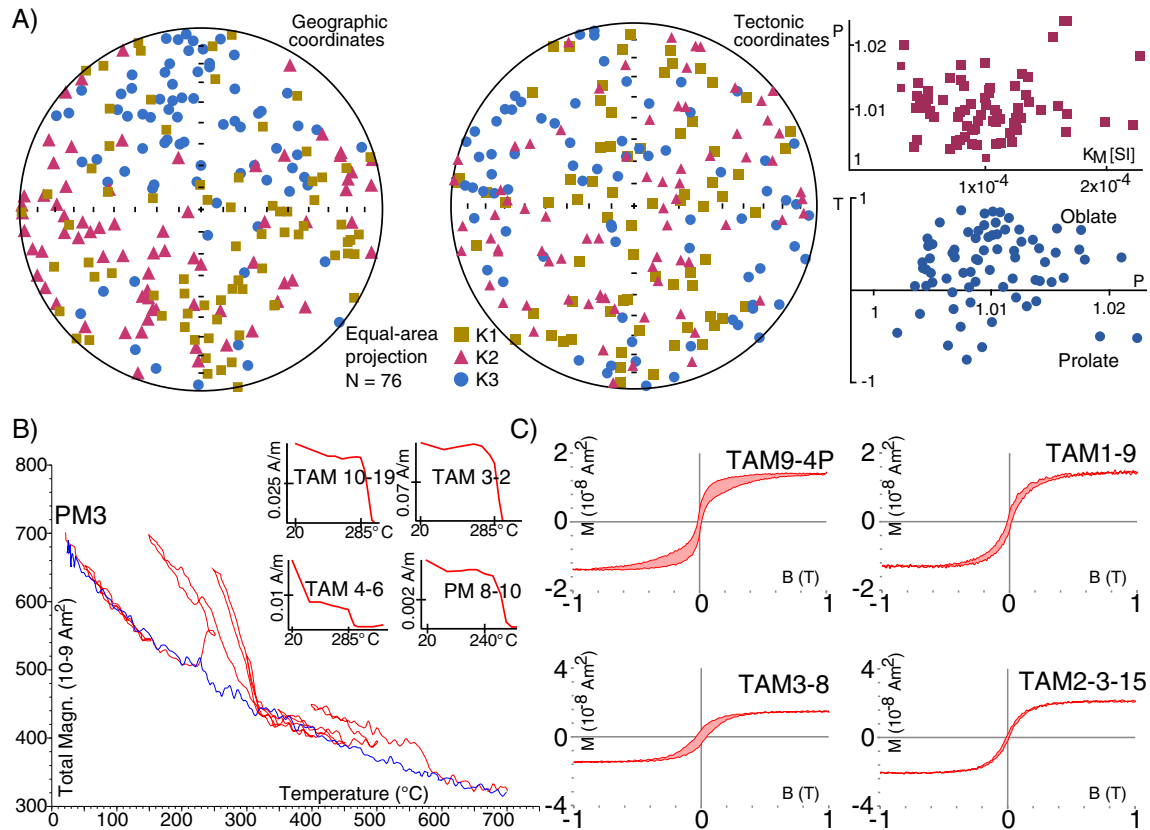 A)
Geographic
coordinates
Tectonic
coordinates
P
1.02
1.01
1
KM [SI]
1x10-4
2x10-4
T
1
Oblate
P
1
1.01
1.02
Prolate
-1
Equal-area
projection
N = 76
K1
K2
K3
B)
800
700
600
500
400
300
PM3
Total Magn. (10-9 Am2)
Temperature (°C)
0
100
200
300
400
500
600
700
0.025 A/m
TAM 10-19
20
285°C
0.07 A/m
TAM 3-2
20
285°C
0.01 A/m
TAM 4-6
20
285°C
0.002 A/m
PM 8-10
20
240°C
C)
2
0
-2
M (10-8 Am2)
TAM9-4P
B (T)
-1
0
1
2
0
-2
M (10-8 Am2)
TAM1-9
B (T)
-1
0
1
4
0
-4
M (10-8 Am2)
TAM3-8
B (T)
-1
0
1
4
0
-4
M (10-8 Am2)
TAM2-3-15
B (T)
-1
0
1